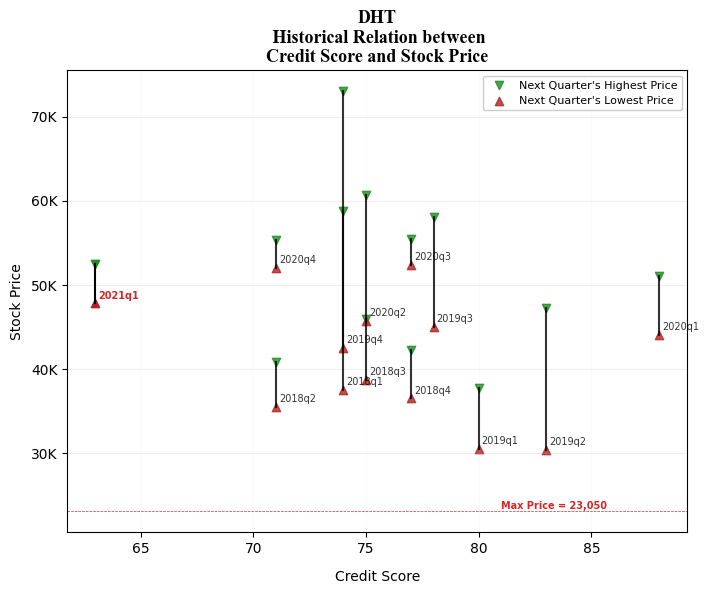 DHT
Historical Relation between
Credit Score and Stock Price
Next Quarter's Highest Price
Next Quarter's Lowest Price
Stock Price
70K
60K
50K
40K
30K
2020q4
2020q3
2021q1
2020q2
2019q3
2020q1
2019q4
2018q3
2018q1
2018q4
2018q2
2019q1
2019q2
Max Price = 23,050
65
70
75
80
85
Credit Score